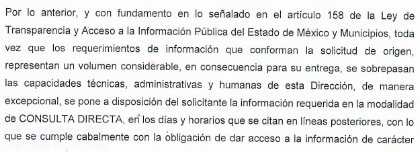 Por lo anterior, y con fundamento en lo señalado en el artículo 158 de la Ley de
Transparencia y Acceso a la Información Pública del Estado de México y Municipios, toda
vez que los requerimientos de información que conforman la solicitud de origen,
representan un volumen considerable, en consecuencia para su entrega, se sobrepasan
las capacidades técnicas, administrativas y humanas de esta Dirección, de manera
excepcional, se pone a disposición del solicitante la información requerida en la modalidad
de CONSULTA DIRECTA, en los días y horarios que se citan en líneas posteriores, con lo
que se cumple cabalmente con la obligación de dar acceso a la información de carácter